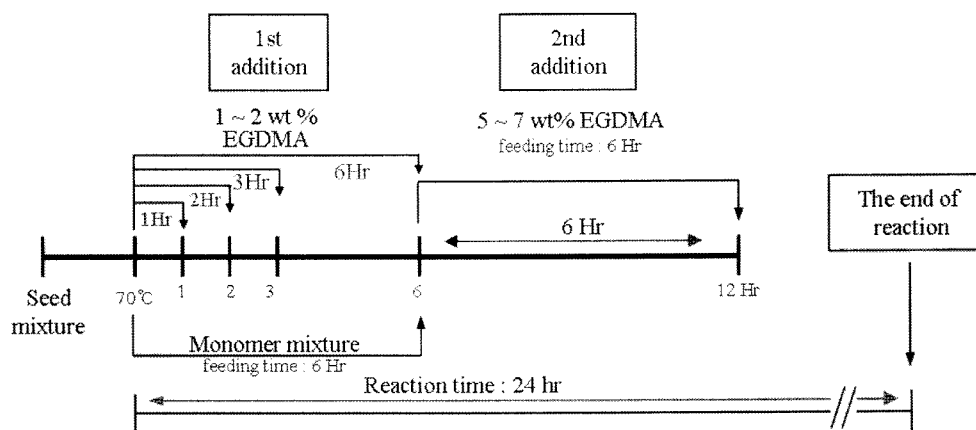 1st
addition
2nd
addition
1 ~ 2 wt %
EGDMA
5 ~ 7 wt% EGDMA
feeding time : 6 Hr
6Hr
3Hr
2Hr
1Hr
6 Hr
The end of
reaction
Seed
mixture
70℃
1
2
3
6
12 Hr
Monomer mixture
feeding time : 6 Hr
Reaction time : 24 hr